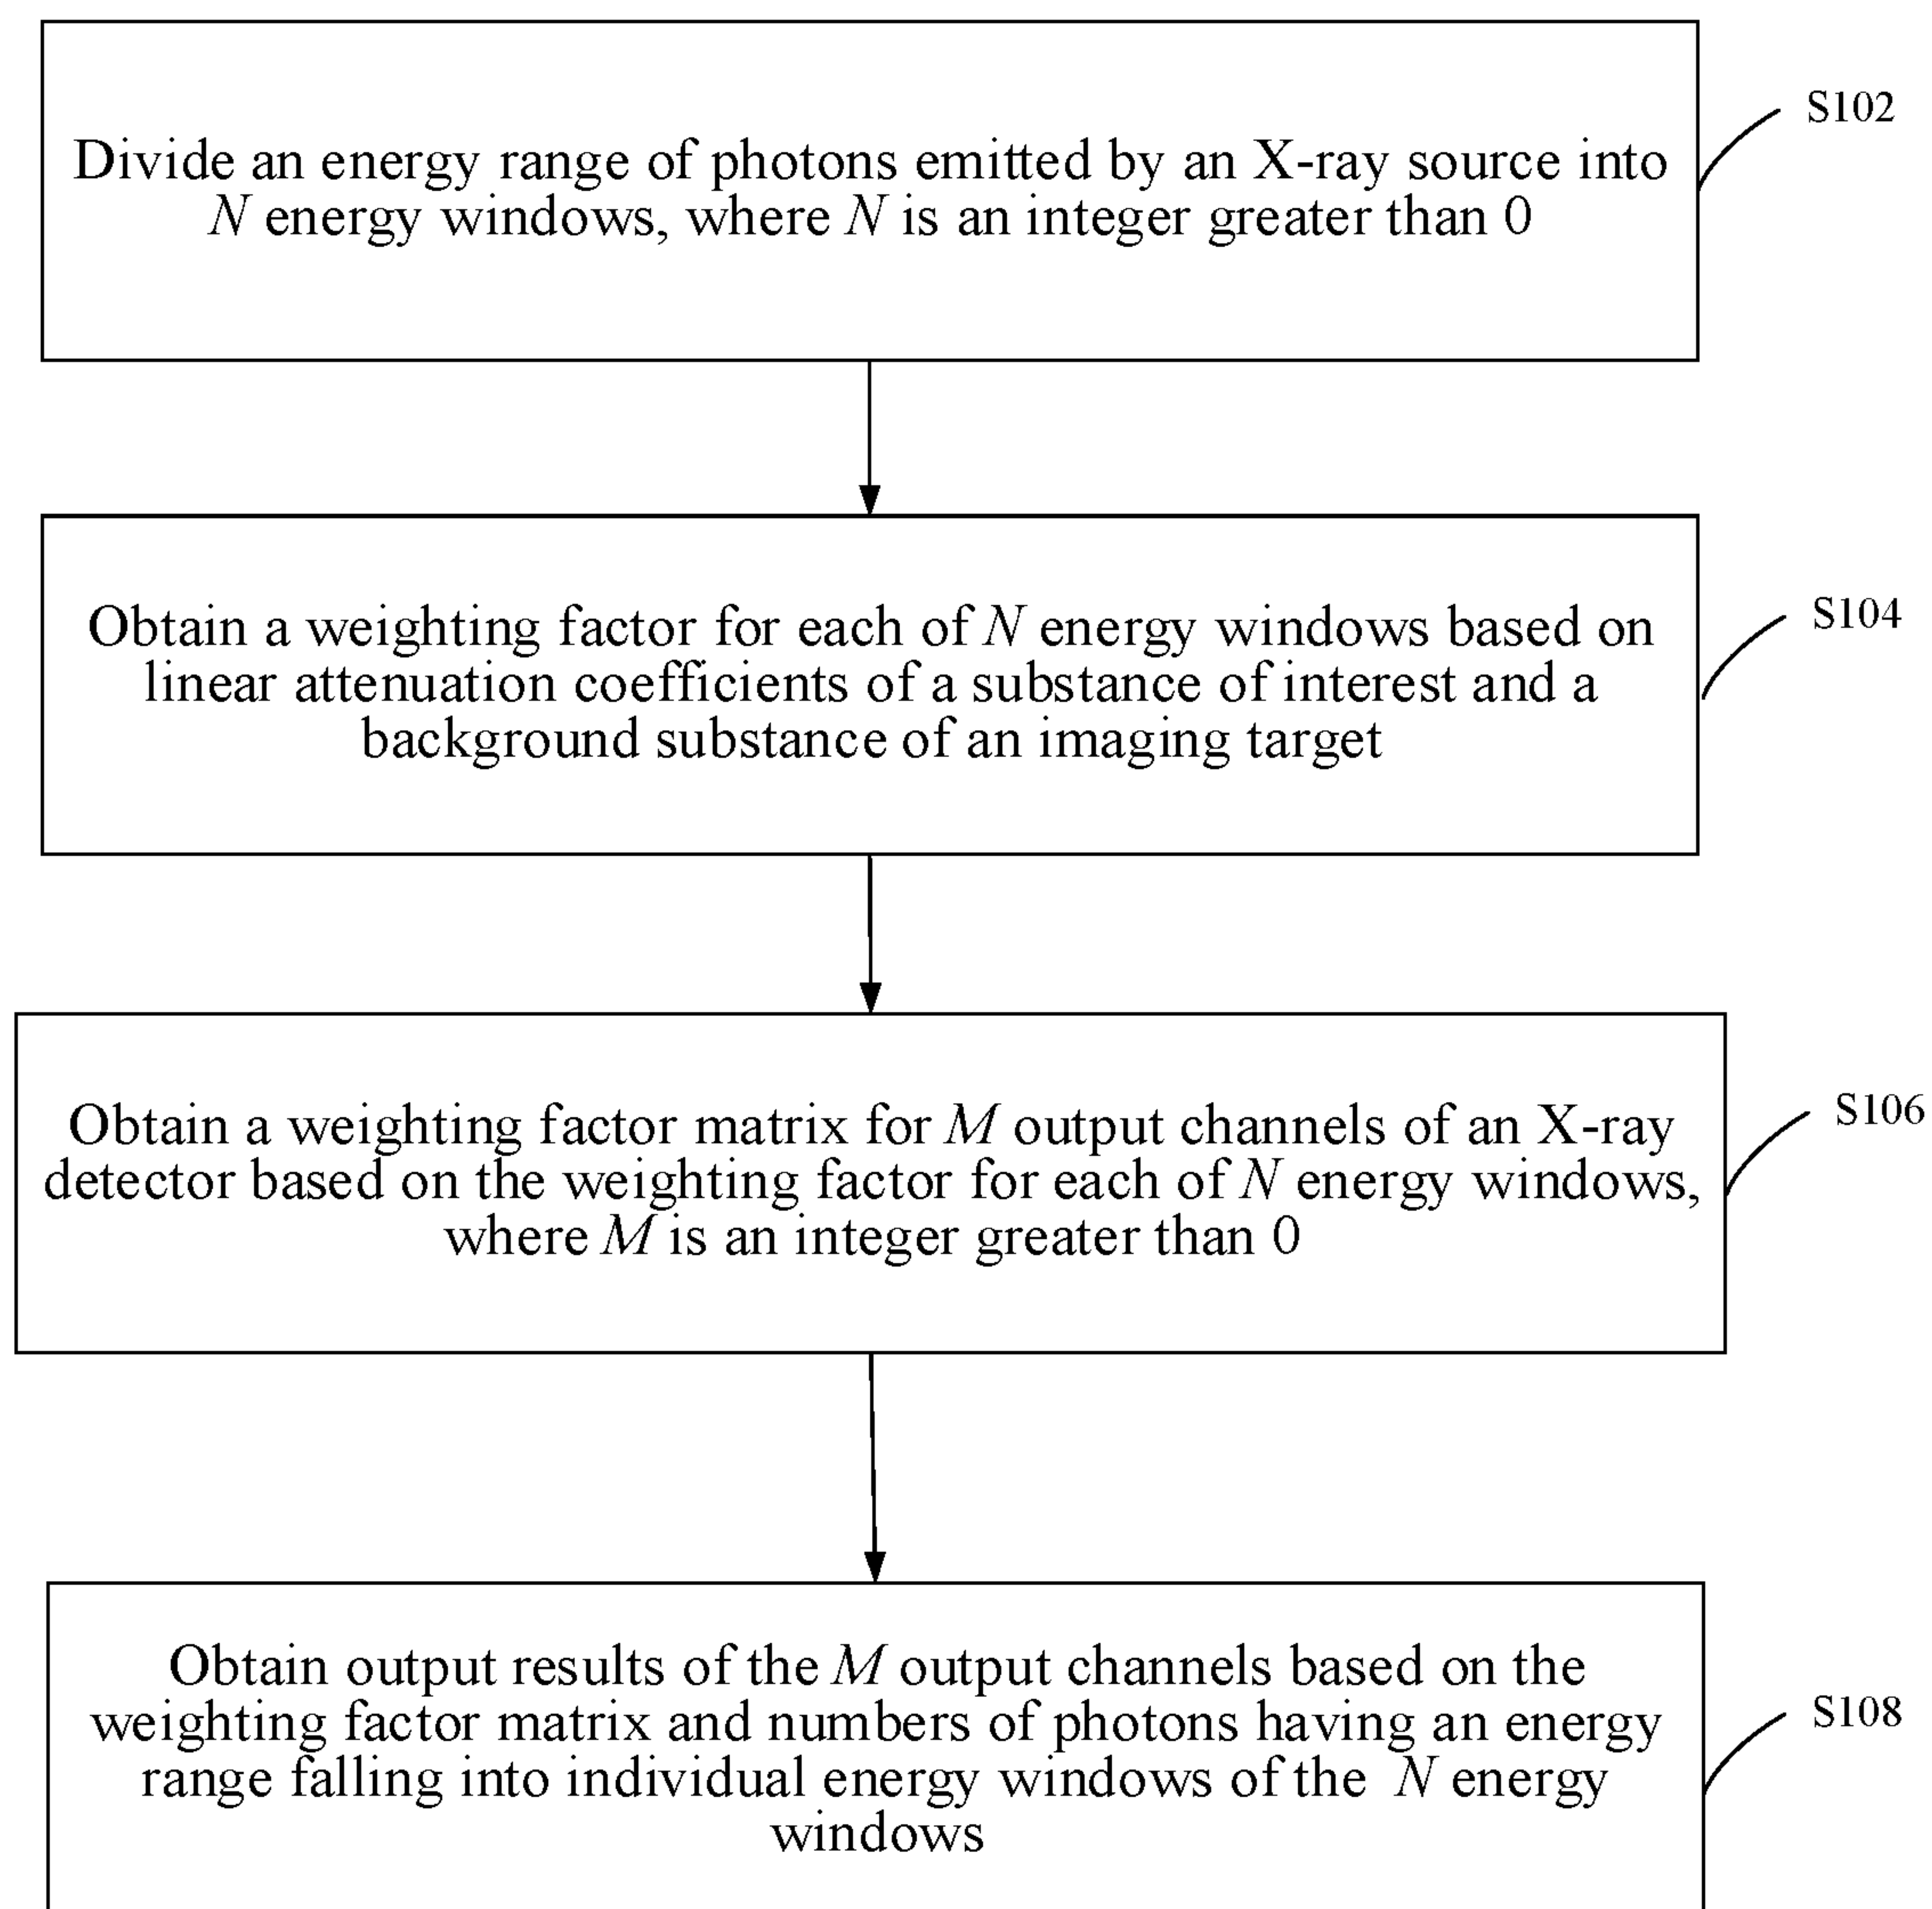 Divide an energy range of photons emitted by an X-ray source into
N energy windows, where N is an integer greater than 0
S102
Obtain a weighting factor for each of N energy windows based on
linear attenuation coefficients of a substance of interest and a
background substance of an imaging target
S104
Obtain a weighting factor matrix for M output channels of an X-ray
detector based on the weighting factor for each of N energy windows,
where M is an integer greater than 0
S106
Obtain output results of the M output channels based on the
weighting factor matrix and numbers of photons having an energy
range falling into individual energy windows of the N energy
windows
S108